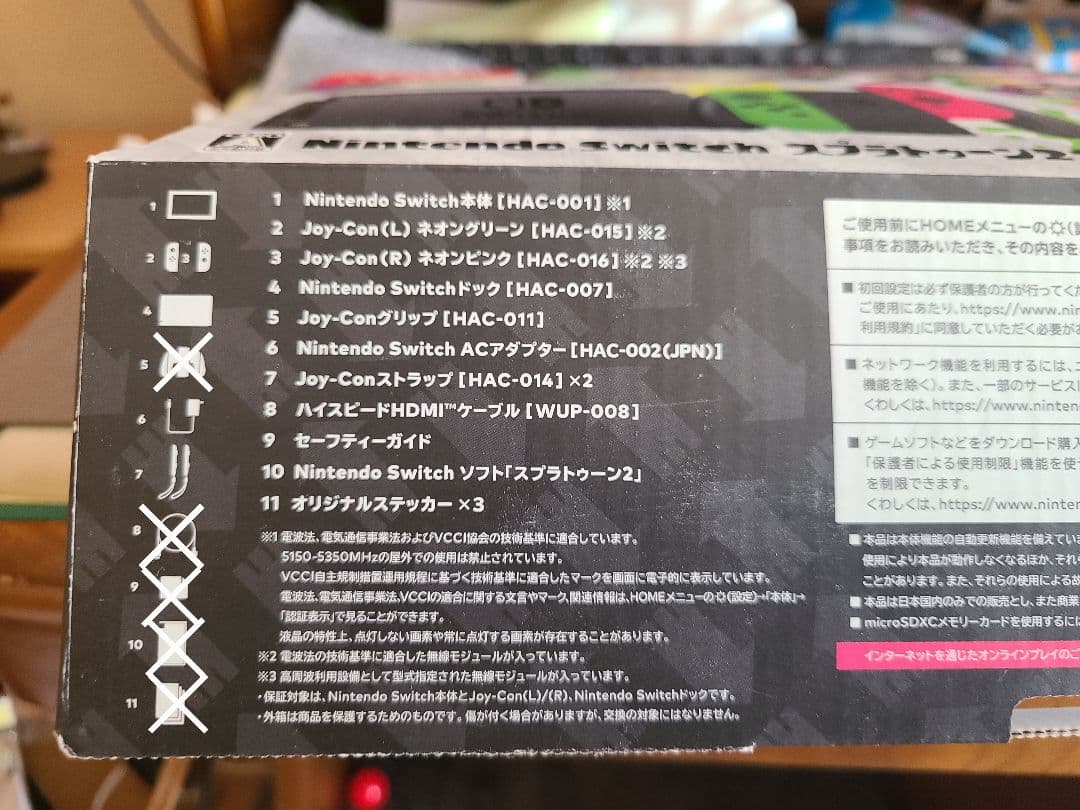 Nintendo Switch スプラトゥーン2
1 Nintendo Switch本体 [HAC-001] ※1
2 Joy-Con(L) ネオングリーン [HAC-015] ※2
3 Joy-Con(R) ネオンピンク [HAC-016] ※2 ※3
4 Nintendo Switchドック [HAC-007]
5 Joy-Conグリップ [HAC-011]
6 Nintendo Switch ACアダプター [HAC-002(JPN)]
7 Joy-Conストラップ [HAC-014] ×2
8 ハイスピードHDMI™ケーブル [WUP-008]
9 セーフティーガイド
10 Nintendo Switch ソフト「スプラトゥーン2」
11 オリジナルステッカー ×3
※1 電波法、電気通信事業法およびVCCI協会の技術基準に適合しています。
5150-5350MHzの屋外での使用は禁止されています。
VCCI自主規制措置運用規程に基づく技術基準に適合したマークを画面に電子的に表示しています。
電波法、電気通信事業法、VCCIの適合に関する文言やマーク、関連情報は、HOMEメニューの(設定)→「本体」→
「認証表示」で見ることができます。
液晶の特性上、点灯しない画素や常に点灯する画素が存在することがあります。
※2 電波法の技術基準に適合した無線モジュールが入っています。
※3 高周波利用設備として型式指定された無線モジュールが入っています。
・保証対象は、Nintendo Switch本体とJoy-Con(L)/(R)、Nintendo Switchドックです。
・外箱は商品を保護するためのものです。傷が付く場合がありますが、交換の対象にはなりません。
1
2
3
4
5
6
7
8
9
10
11
ご使用前にHOMEメニューの
事項をお読みいただき、その内容を
■ 初回設定は必ず保護者の方が行ってくだ
ご使用にあたり、https://www.nin
利用規約」に同意していただく必要が
■ ネットワーク機能を利用するには、
機能を除く)。また、一部のサービス
くわしくは、https://www.ninten
■ ゲームソフトなどをダウンロード購入
「保護者による使用制限」機能を使
を制限できます。
くわしくは、https://www.ninten
■ 本品は本体機能の自動更新機能を備えてい
使用により本品が動作しなくなるほか、それ
ことがあります。また、それらの使用による故
■ 本品は日本国内のみでの販売とし、また商業
■ microSDXCメモリーカードを使用するに
インターネットを通じたオンラインプレイのご